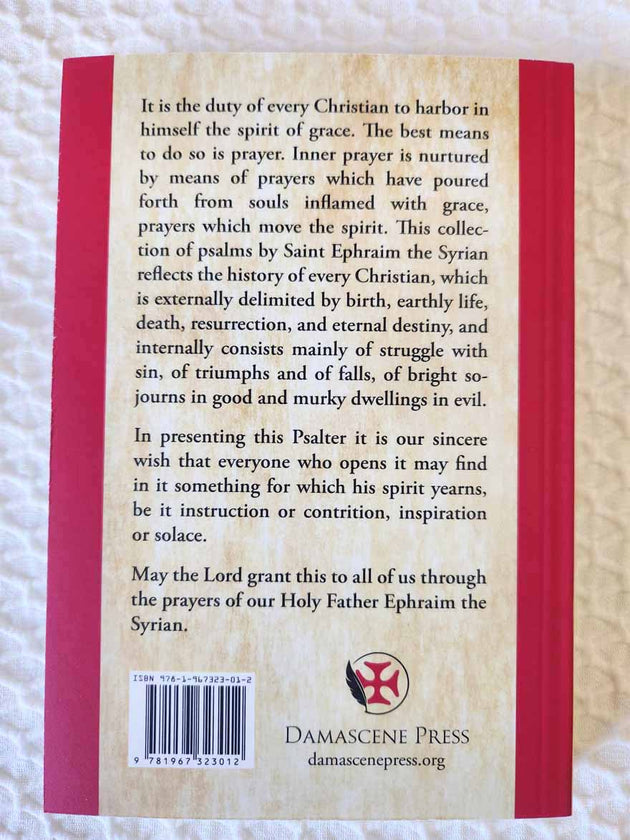 It is the duty of every Christian to harbor in
himself the spirit of grace. The best means
to do so is prayer. Inner prayer is nurtured
by means of prayers which have poured
forth from souls inflamed with grace,
prayers which move the spirit. This collec-
tion of psalms by Saint Ephraim the Syrian
reflects the history of every Christian, which
is externally delimited by birth, earthly life,
death, resurrection, and eternal destiny, and
internally consists mainly of struggle with
sin, of triumphs and of falls, of bright so-
journs in good and murky dwellings in evil.
In presenting this Psalter it is our sincere
wish that everyone who opens it may find
in it something for which his spirit yearns,
be it instruction or contrition, inspiration
or solace.
May the Lord grant this to all of us through
the prayers of our Holy Father Ephraim the
Syrian.
ISBN 978-1-967323-01-2
9 781967 323012
Damascene Press
damascenepress.org